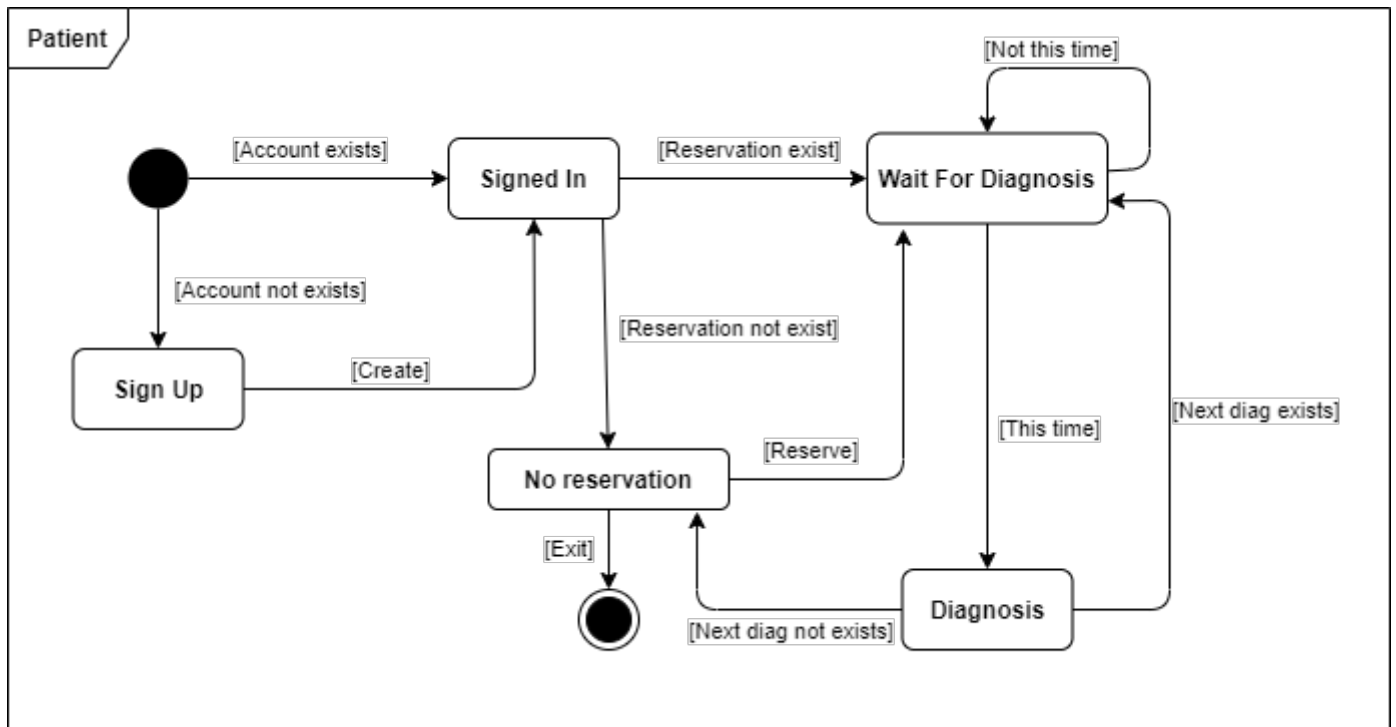 Patient
[Not this time]
[Account exists]
[Reservation exist]
Signed In
Wait For Diagnosis
[Account not exists]
[Reservation not exist]
Sign Up
[Create]
[Next diag exists]
[This time]
[Reserve]
No reservation
[Exit]
Diagnosis
[Next diag not exists]